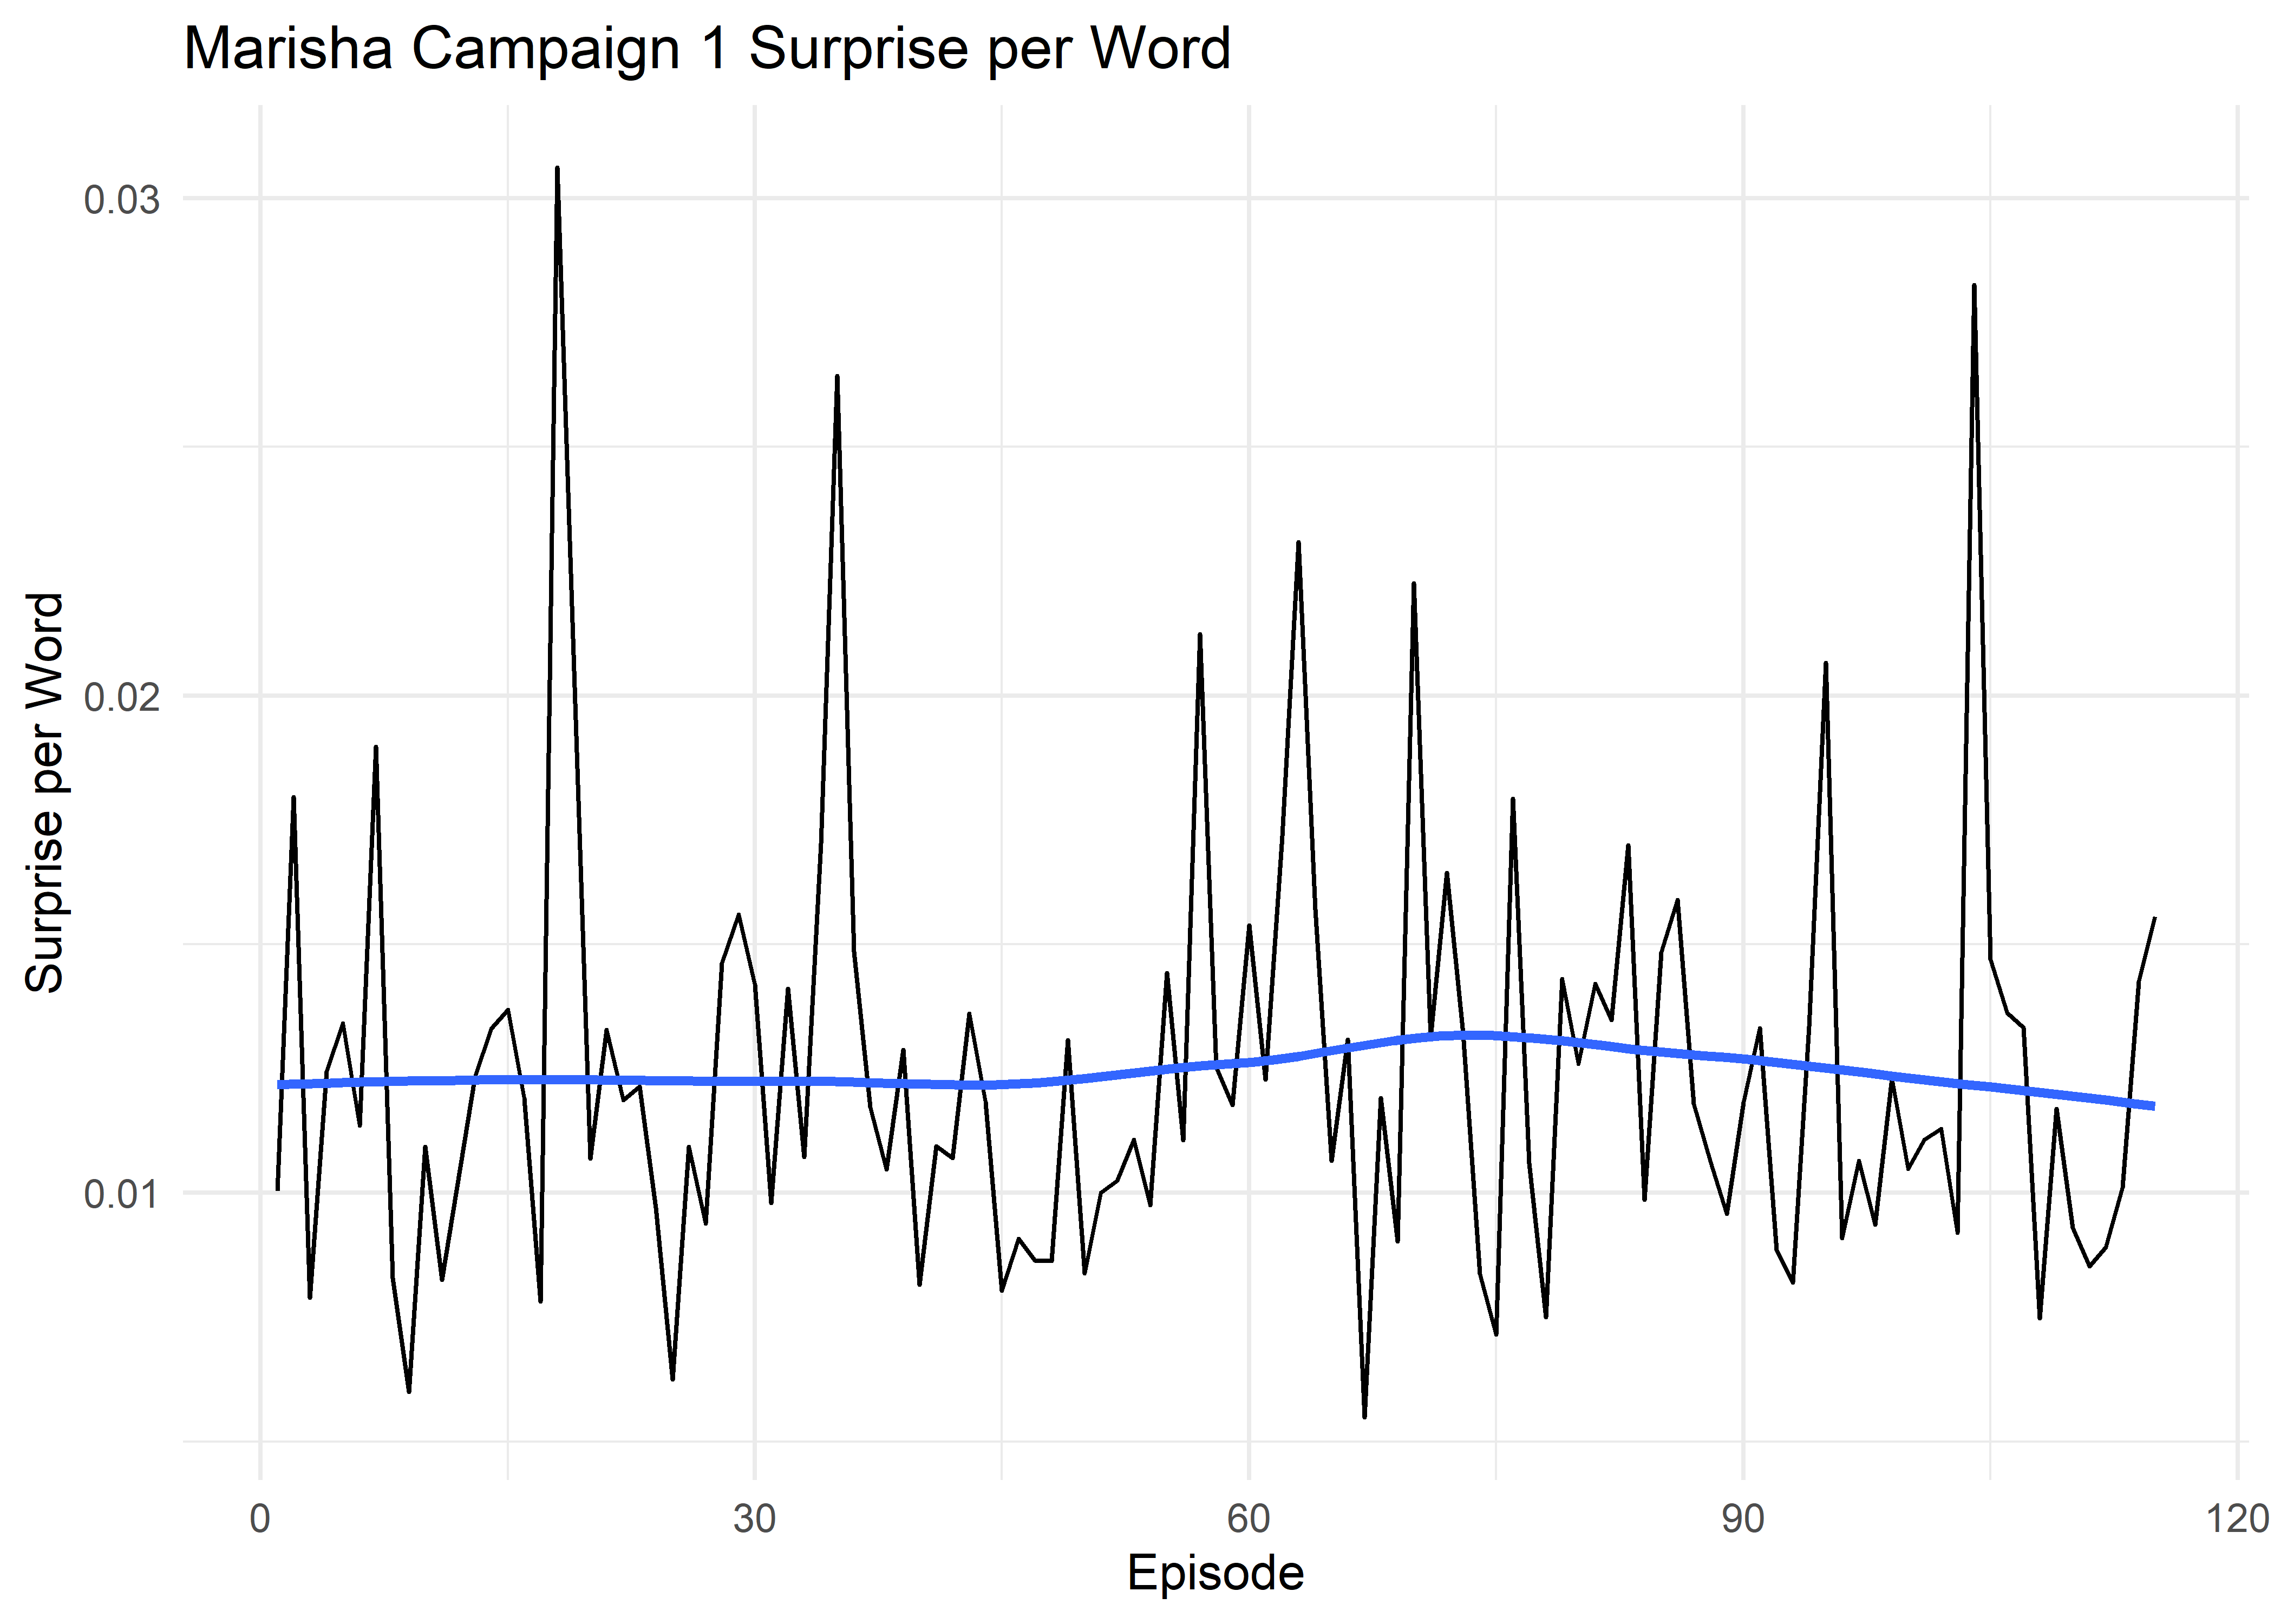 Marisha Campaign 1 Surprise per Word
Surprise per Word
0.03
0.02
0.01
0 30 60 90 120
Episode